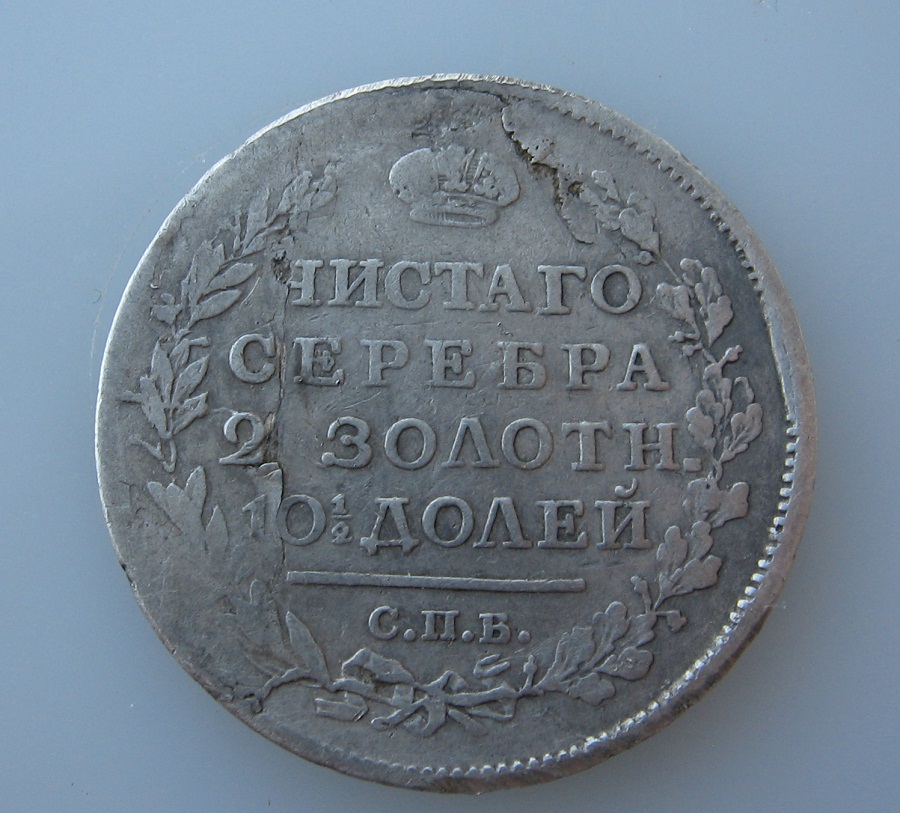 ЧИСТАГО
СЕРЕБРА
2 ЗОЛОТН.
10½ ДОЛЕЙ
С.П.Б.